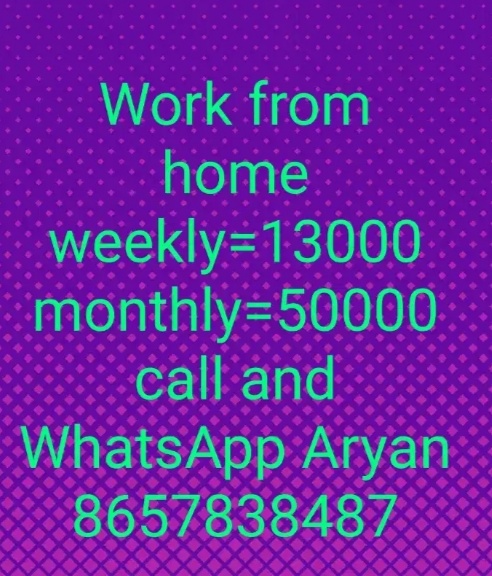 Work from
home
weekly=13000
monthly=50000
call and
WhatsApp Aryan
8657838487